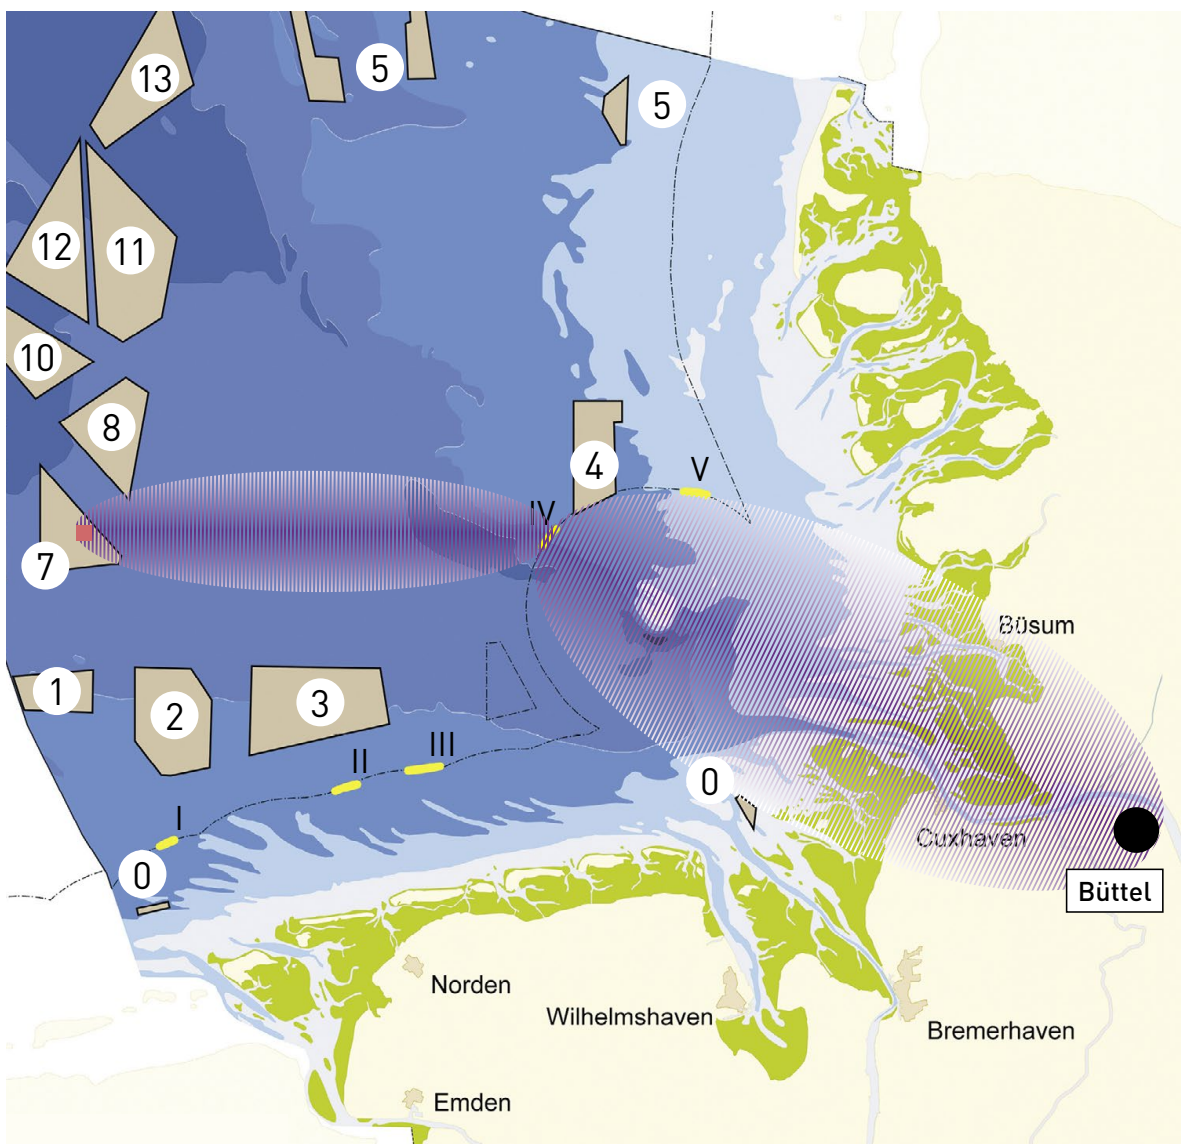 13
5
5
12
11
10
8
4
V
IV
7
Büsum
1
2
3
III
II
0
I
Cuxhaven
0
Büttel
Norden
Wilhelmshaven
Bremerhaven
Emden